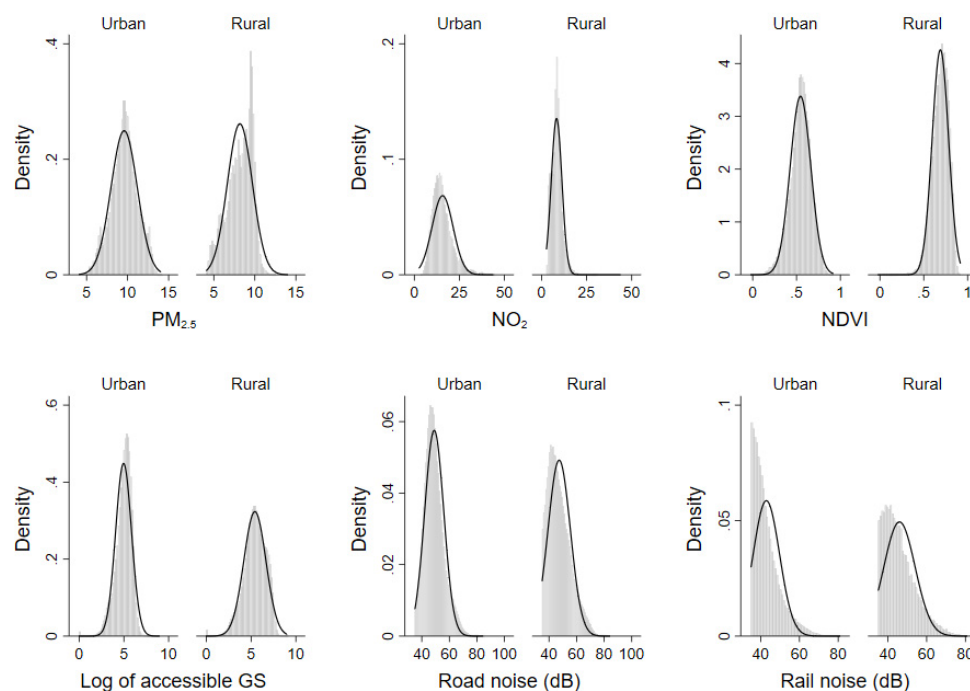 Urban Rural Urban Rural Urban Rural
.4 .2 4
.2 .1 3
2
1
0 0 0
Density Density Density
5 10 15 5 10 15 0 25 50 0 25 50 0 .5 1 0 .5 1
PM2.5 NO2 NDVI
Urban Rural Urban Rural Urban Rural
.6 .06 .1
.4 .04 .05
.2 .02
0 0 0
Density Density Density
0 5 10 0 5 10 40 60 80 100 40 60 80 100 40 60 80 40 60 80
Log of accessible GS Road noise (dB) Rail noise (dB)